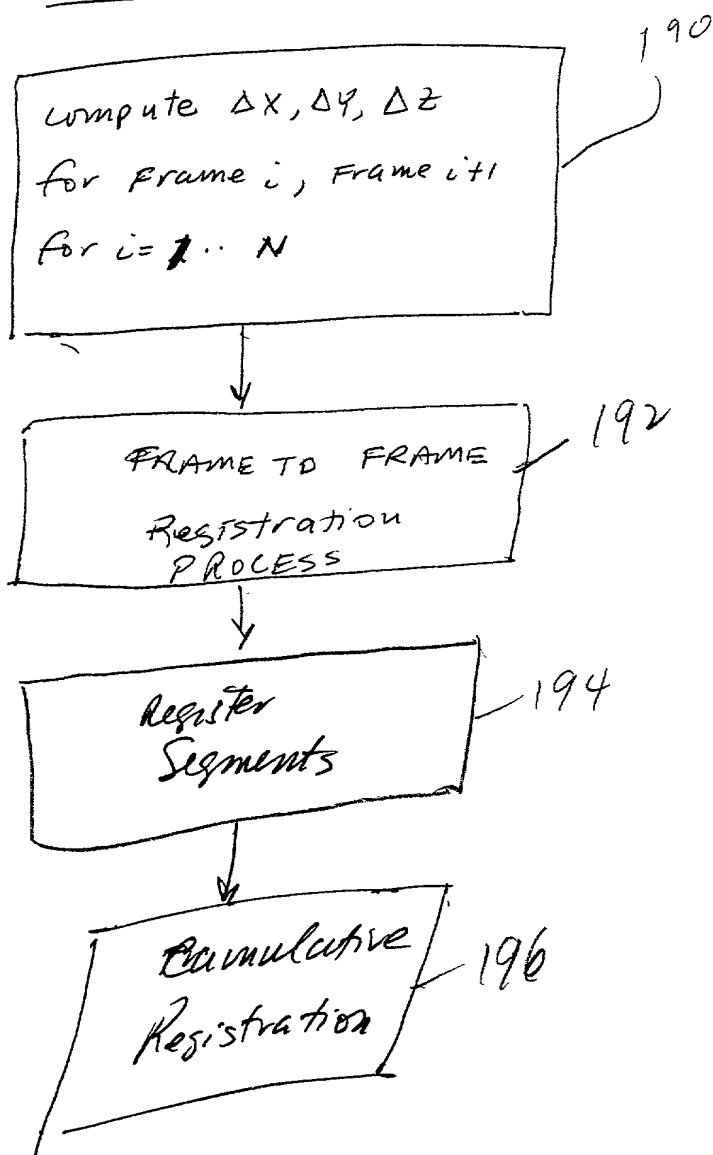 190
compute ΔX, ΔY, ΔZ
for Frame i, Frame i+1
for i= 1 .. N
192
FRAME TO FRAME
Registration
PROCESS
194
Register
Segments
196
Cumulative
Registration